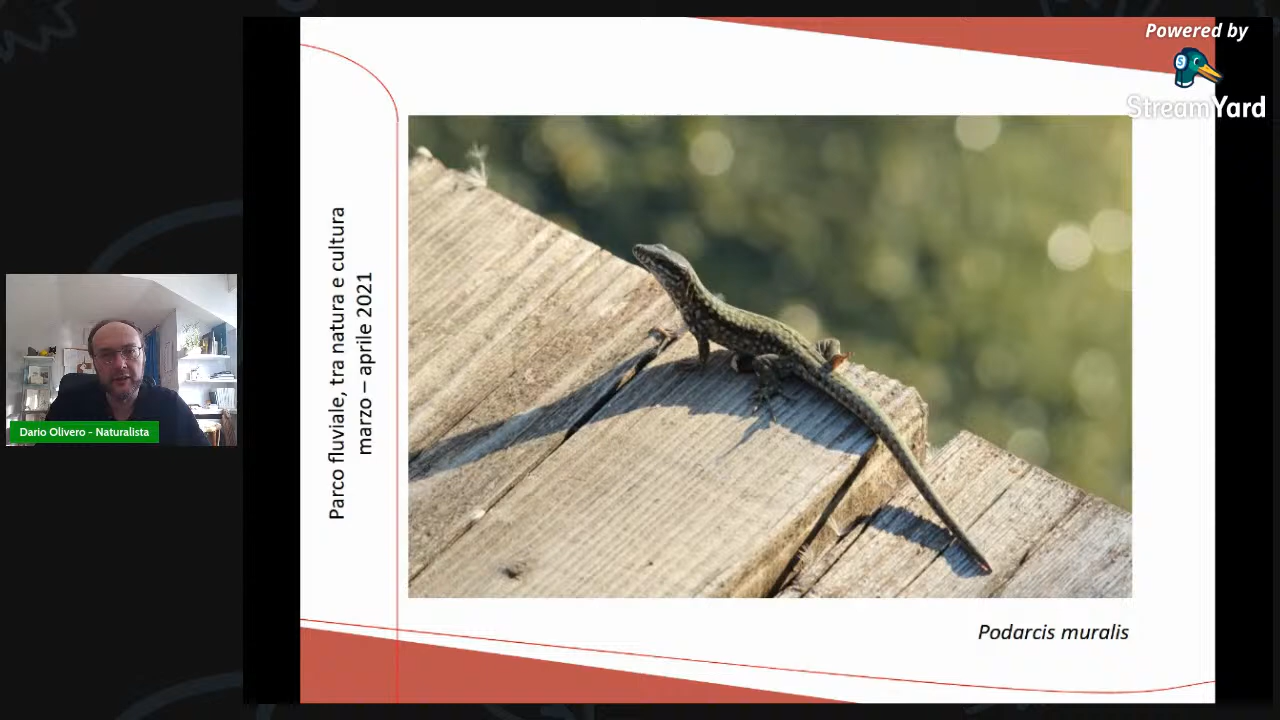 Powered by
StreamYard
Parco fluviale, tra natura e cultura
marzo – aprile 2021
Dario Olivero - Naturalista
Podarcis muralis